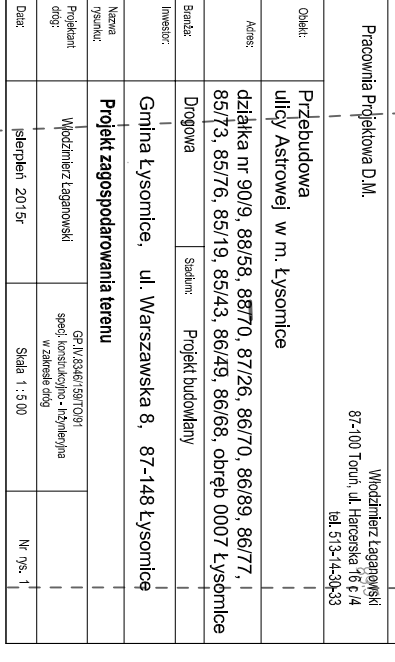 Pracownia Projektowa D.M.
Włodzimierz Łaganowski
87-100 Toruń, ul. Harcerska 16 c /4
tel. 513-14-30-33
Obiekt:
Przebudowa
ulicy Astrowej w m. Łysomice
Adres:
działka nr 90/9, 88/58, 88/70, 87/26, 86/70, 86/89, 86/77,
85/73, 85/76, 85/19, 85/43, 86/49, 86/68, obręb 0007 Łysomice
Branża: Drogowa Stadium: Projekt budowlany
Inwestor: Gmina Łysomice, ul. Warszawska 8, 87-148 Łysomice
Nazwa
rysunku:
Projekt zagospodarowania terenu
Projektant
dróg:
Włodzimierz Łaganowski
GP.IV.8346/159/TO/91
specj. konstrukcyjno - inżynieryjna
w zakresie dróg
Data: sierpień 2015r Skala 1 : 5 00 Nr rys. 1